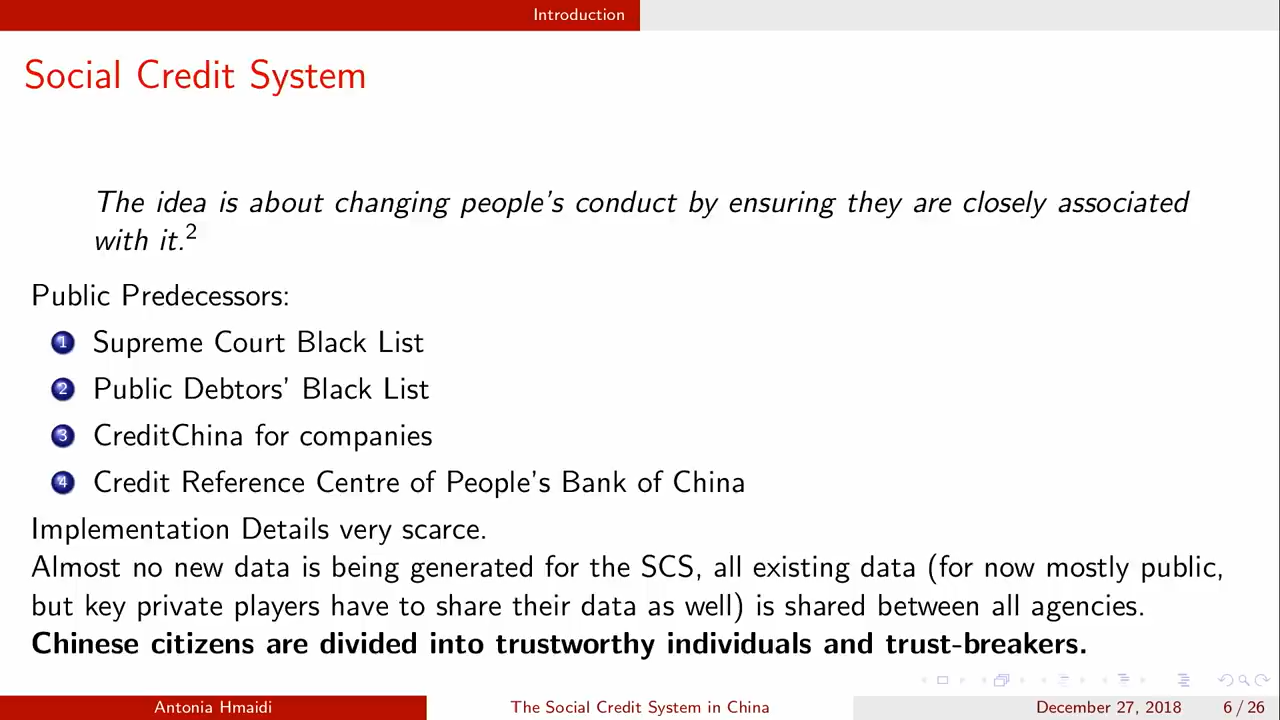 Introduction
Social Credit System
The idea is about changing people's conduct by ensuring they are closely associated
with it.2
Public Predecessors:
1 Supreme Court Black List
2 Public Debtors' Black List
3 CreditChina for companies
4 Credit Reference Centre of People's Bank of China
Implementation Details very scarce.
Almost no new data is being generated for the SCS, all existing data (for now mostly public,
but key private players have to share their data as well) is shared between all agencies.
Chinese citizens are divided into trustworthy individuals and trust-breakers.
Antonia Hmaidi The Social Credit System in China December 27, 2018 6 / 26